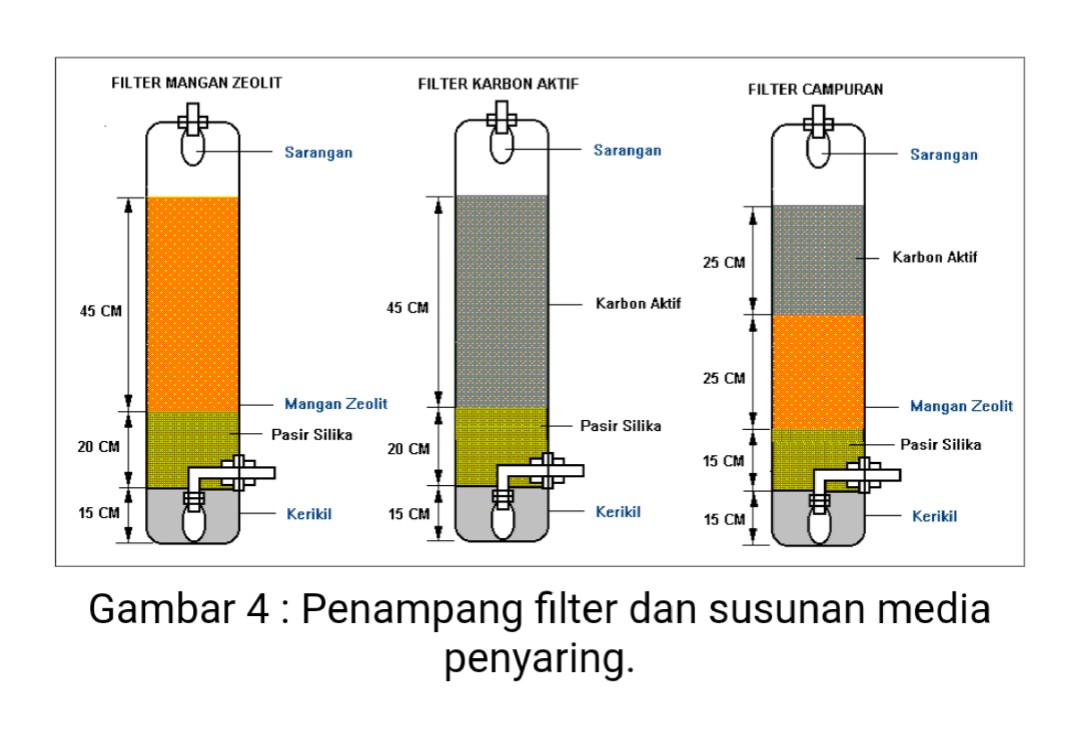 FILTER MANGAN ZEOLIT
Sarangan
45 CM
Mangan Zeolit
Pasir Silika
20 CM
15 CM
Kerikil
FILTER KARBON AKTIF
Sarangan
45 CM
Karbon Aktif
Pasir Silika
20 CM
15 CM
Kerikil
FILTER CAMPURAN
Sarangan
25 CM
Karbon Aktif
25 CM
Mangan Zeolit
Pasir Silika
15 CM
15 CM
Kerikil
Gambar 4 : Penampang filter dan susunan media
penyaring.